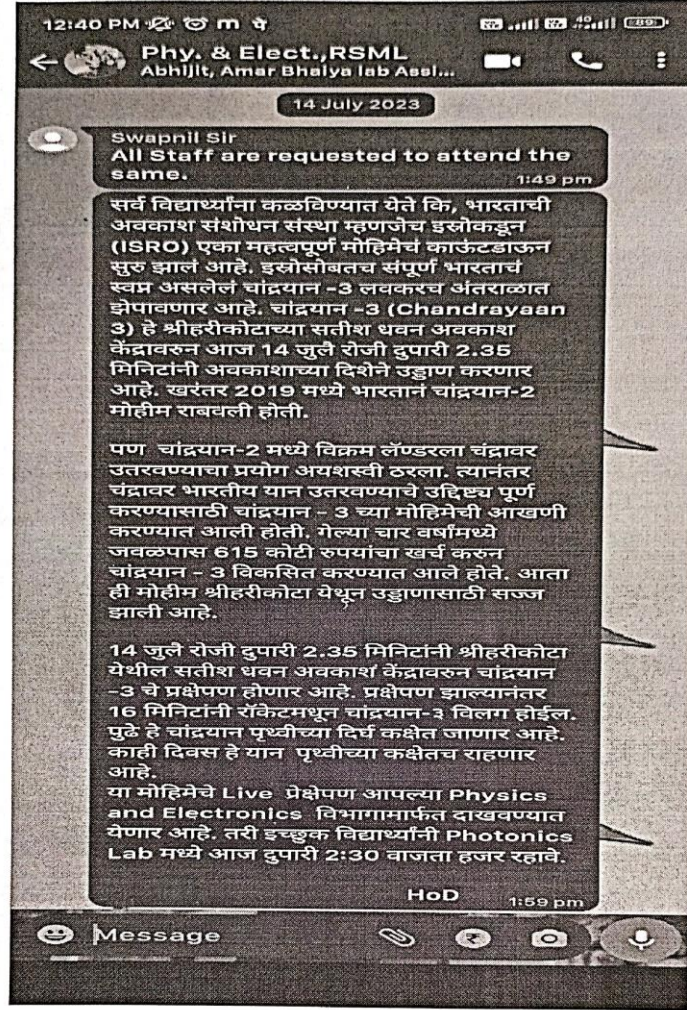 12:40 PM m पे 4G 89
Phy. & Elect.,RSML
Abhijit, Amar Bhaiya lab Assi...
14 July 2023
Swapnil Sir
All Staff are requested to attend the
same.
1:49 pm
सर्व विद्यार्थ्यांना कळविण्यात येते कि, भारताची
अवकाश संशोधन संस्था म्हणजेच इस्रोकडून
(ISRO) एका महत्वपूर्ण मोहिमेचं काऊंटडाऊन
सुरु झालं आहे. इस्रोसोबतच संपूर्ण भारताचं
स्वप्न असलेलं चांद्रयान -3 लवकरच अंतराळात
झेपावणार आहे. चांद्रयान -3 (Chandrayaan
3) हे श्रीहरीकोटाच्या सतीश धवन अवकाश
केंद्रावरुन आज 14 जुलै रोजी दुपारी 2.35
मिनिटांनी अवकाशाच्या दिशेने उड्डाण करणार
आहे. खरंतर 2019 मध्ये भारतानं चांद्रयान-2
मोहीम राबवली होती.
पण चांद्रयान-2 मध्ये विक्रम लॅण्डरला चंद्रावर
उतरवण्याचा प्रयोग अयशस्वी ठरला. त्यानंतर
चंद्रावर भारतीय यान उतरवण्याचे उद्दिष्ट्य पूर्ण
करण्यासाठी चांद्रयान - 3 च्या मोहिमेची आखणी
करण्यात आली होती. गेल्या चार वर्षांमध्ये
जवळपास 615 कोटी रुपयांचा खर्च करुन
चांद्रयान - 3 विकसित करण्यात आले होते. आता
ही मोहीम श्रीहरीकोटा येथून उड्डाणासाठी सज्ज
झाली आहे.
14 जुलै रोजी दुपारी 2.35 मिनिटांनी श्रीहरीकोटा
येथील सतीश धवन अवकाश केंद्रावरुन चांद्रयान
-3 चे प्रक्षेपण होणार आहे. प्रक्षेपण झाल्यानंतर
16 मिनिटांनी रॉकेटमधून चांद्रयान-३ विलग होईल.
पुढे हे चांद्रयान पृथ्वीच्या दिर्घ कक्षेत जाणार आहे.
काही दिवस हे यान पृथ्वीच्या कक्षेतच राहणार
आहे.
या मोहिमेचे Live प्रेक्षेपण आपल्या Physics
and Electronics विभागामार्फत दाखवण्यात
येणार आहे. तरी इच्छुक विद्यार्थ्यांनी Photonics
Lab मध्ये आज दुपारी 2:30 वाजता हजर रहावे.
HoD
1:59 pm
Message